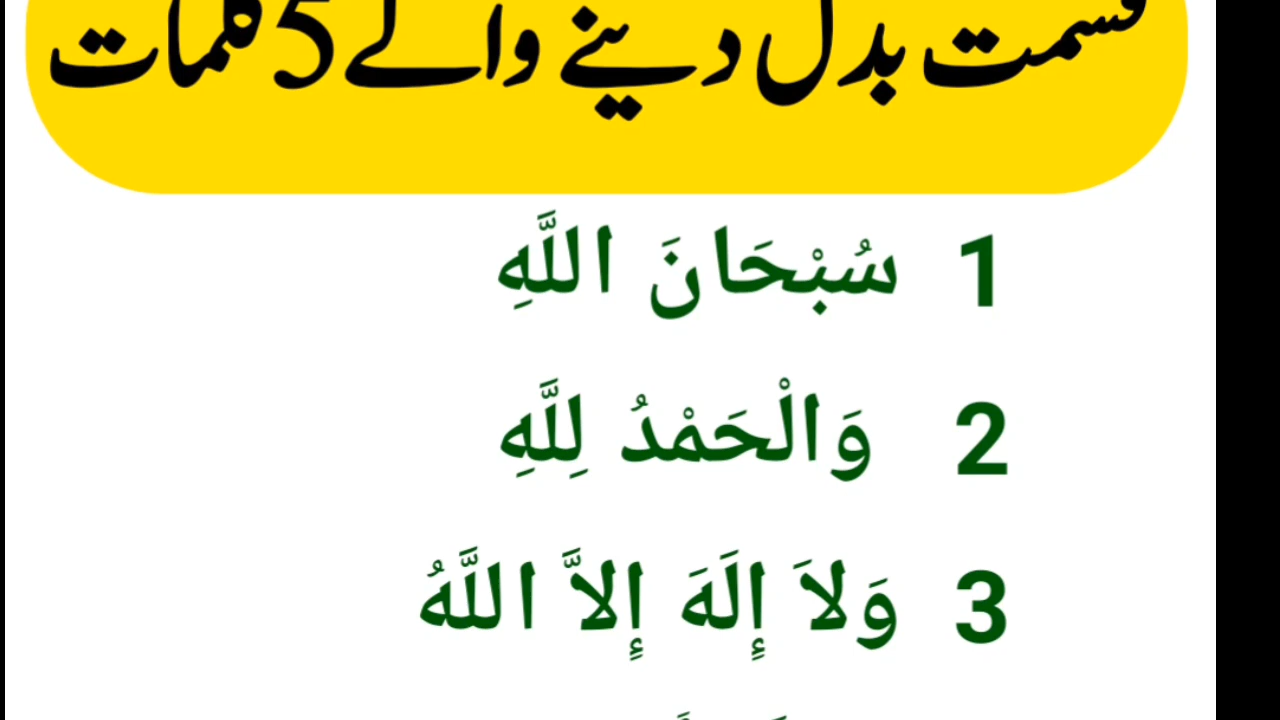 قسمت بدل دینے والے 5 کلمات
1 سُبْحَانَ اللَّهِ
2 وَالْحَمْدُ لِلَّهِ
3 وَلاَ إِلَهَ إِلاَّ اللَّهُ